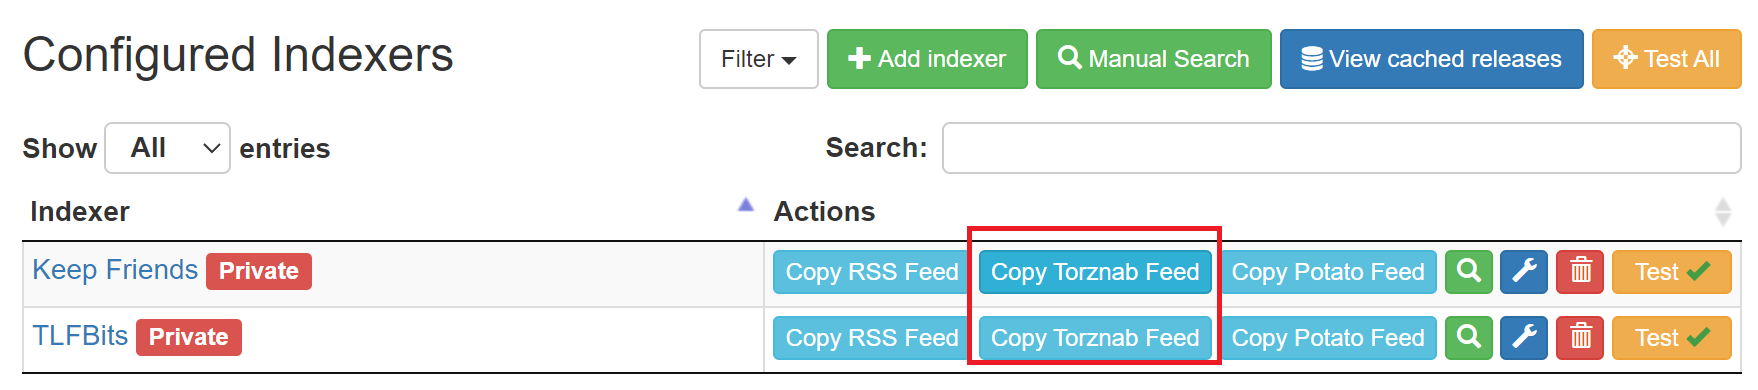 Configured Indexers
Filter Add indexer Manual Search View cached releases Test All
Show All entries Search:
Indexer Actions
Keep Friends Private Copy RSS Feed Copy Torznab Feed Copy Potato Feed Test
TLFBits Private Copy RSS Feed Copy Torznab Feed Copy Potato Feed Test